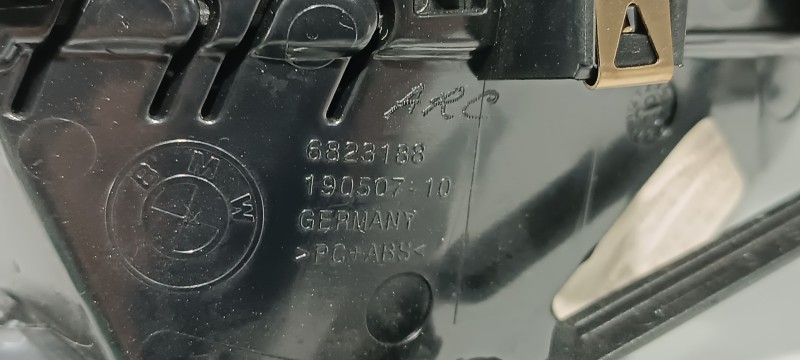 ARC
BMW
6823188
190507-10
GERMANY
>PC+ABS<